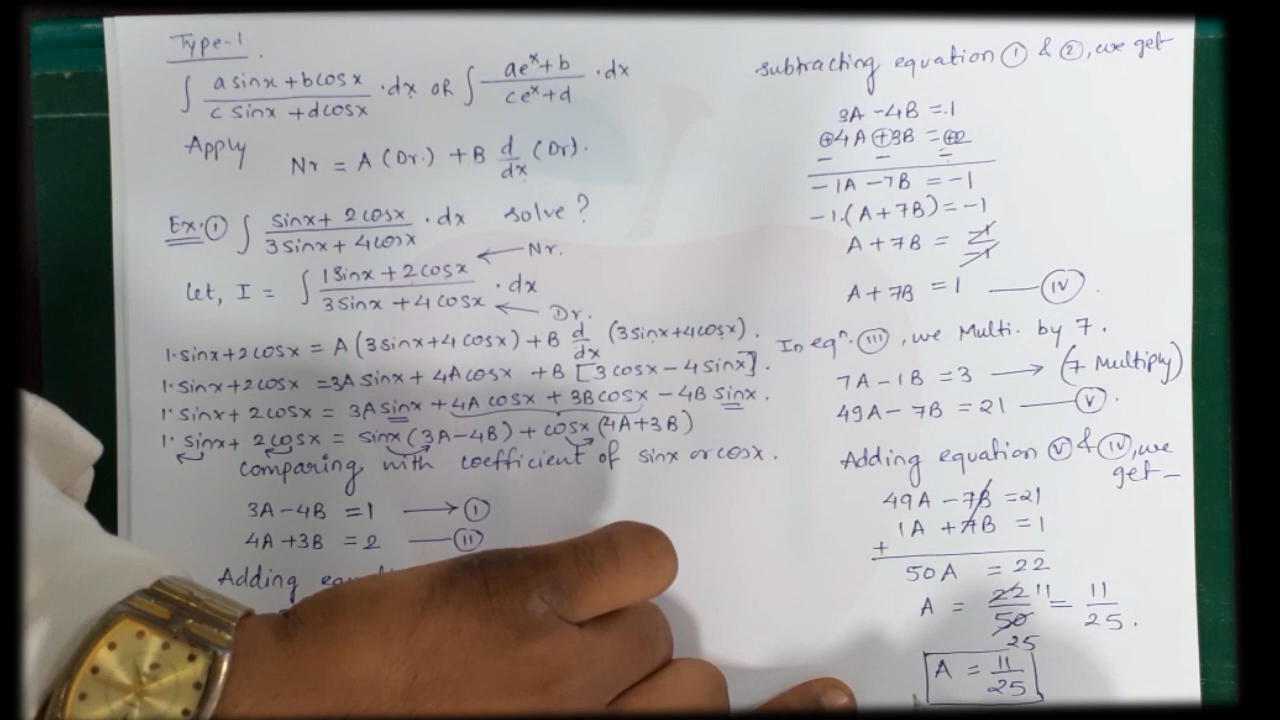 Type-1
∫ (a sinx + b cosx)/(c sinx + d cosx) · dx OR ∫ (ae^x + b)/(ce^x + d) · dx
Apply
Nr = A (Dr.) + B d/dx (Dr).
Ex:① ∫ (sinx + 2cosx)/(3sinx + 4cosx) · dx solve?
Let, I = ∫ (1sinx + 2cosx)/(3sinx + 4cosx) · dx
← Nr.
← Dr.
1·sinx + 2cosx = A (3sinx + 4cosx) + B d/dx (3sinx + 4cosx).
1·sinx + 2cosx = 3A sinx + 4A cosx + B [3cosx − 4sinx].
1·sinx + 2cosx = 3A sinx + 4A cosx + 3B cosx − 4B sinx.
1· sinx + 2cosx = sinx (3A − 4B) + cosx (4A + 3B)
comparing with coefficient of sinx or cosx.
3A − 4B = 1 → Ⓘ
4A + 3B = 2 — (II)
Adding
subtracting equation ① & ②, we get
3A − 4B = 1
⊕4A ⊕3B = ⊕2
− − −
−1A − 7B = −1
−1.(A + 7B) = −1
A + 7B = −1/−1
A + 7B = 1 — (IV).
In eqⁿ. (III), we Multi. by 7.
7A − 1B = 3 → (7 Multiply)
49A − 7B = 21 — (V).
Adding equation (V) & (IV), we
get −
49A − 7B = 21
1A + 7B = 1
+
50A = 22
A = 22/50 = 11/25.
11
25
A = 11/25